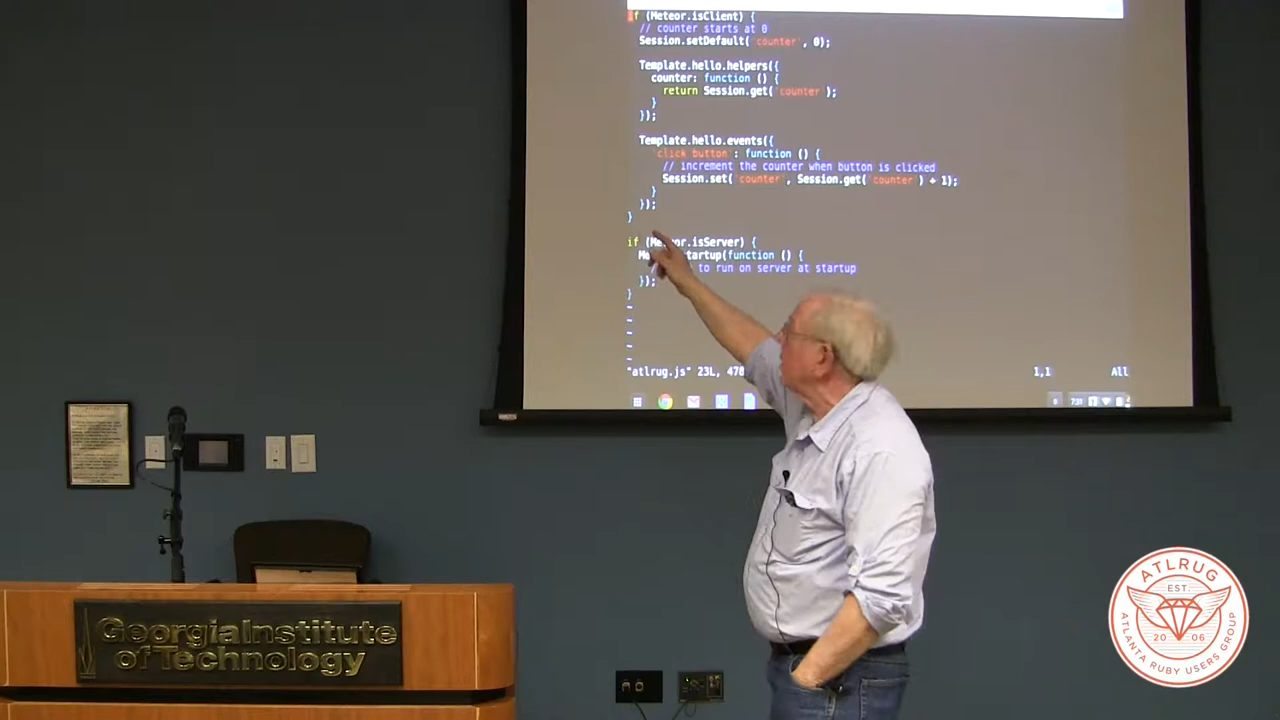 if (Meteor.isClient) {
// counter starts at 0
Session.setDefault('counter', 0);
Template.hello.helpers({
counter: function () {
return Session.get('counter');
}
});
Template.hello.events({
'click button': function () {
// increment the counter when button is clicked
Session.set('counter', Session.get('counter') + 1);
}
});
}
if (Meteor.isServer) {
startup(function () {
to run on server at startup
});
}
~
~
~
~
~
"atlrug.js" 23L, 478
1,1
All
7:31
Georgia Institute
of Technology
ATLRUG
EST.
20 06
ATLANTA RUBY USERS GROUP